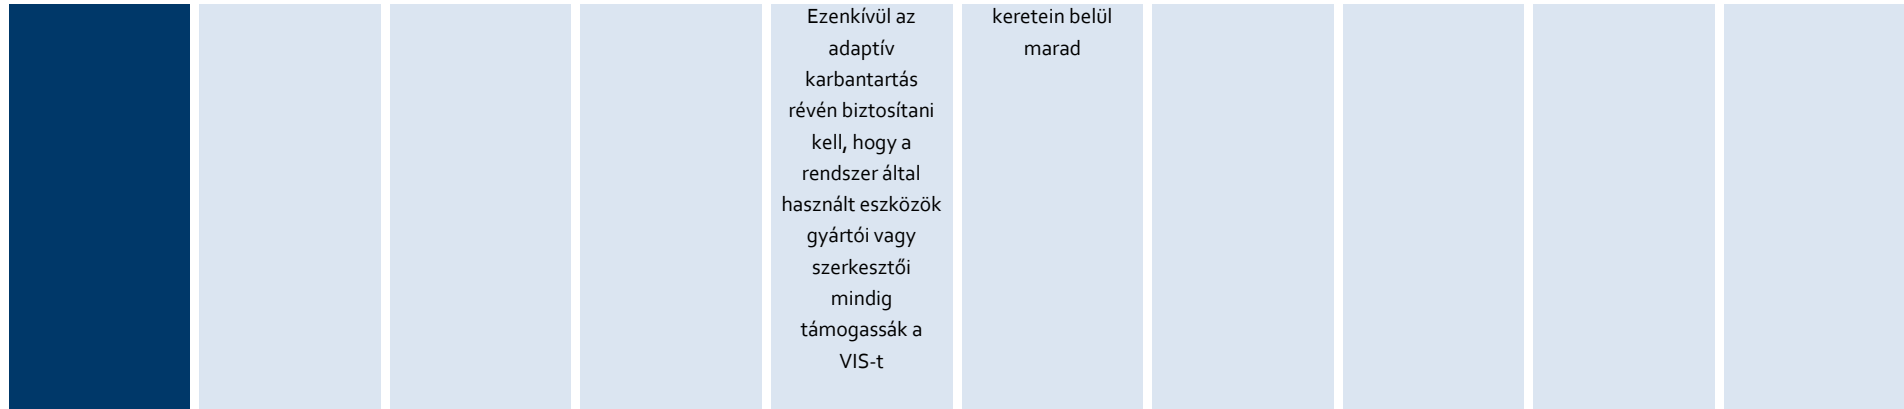 Ezenkívül az
adaptív
karbantartás
révén biztosítani
kell, hogy a
rendszer által
használt eszközök
gyártói vagy
szerkesztői
mindig
támogassák a
VIS-t
keretein belül
marad